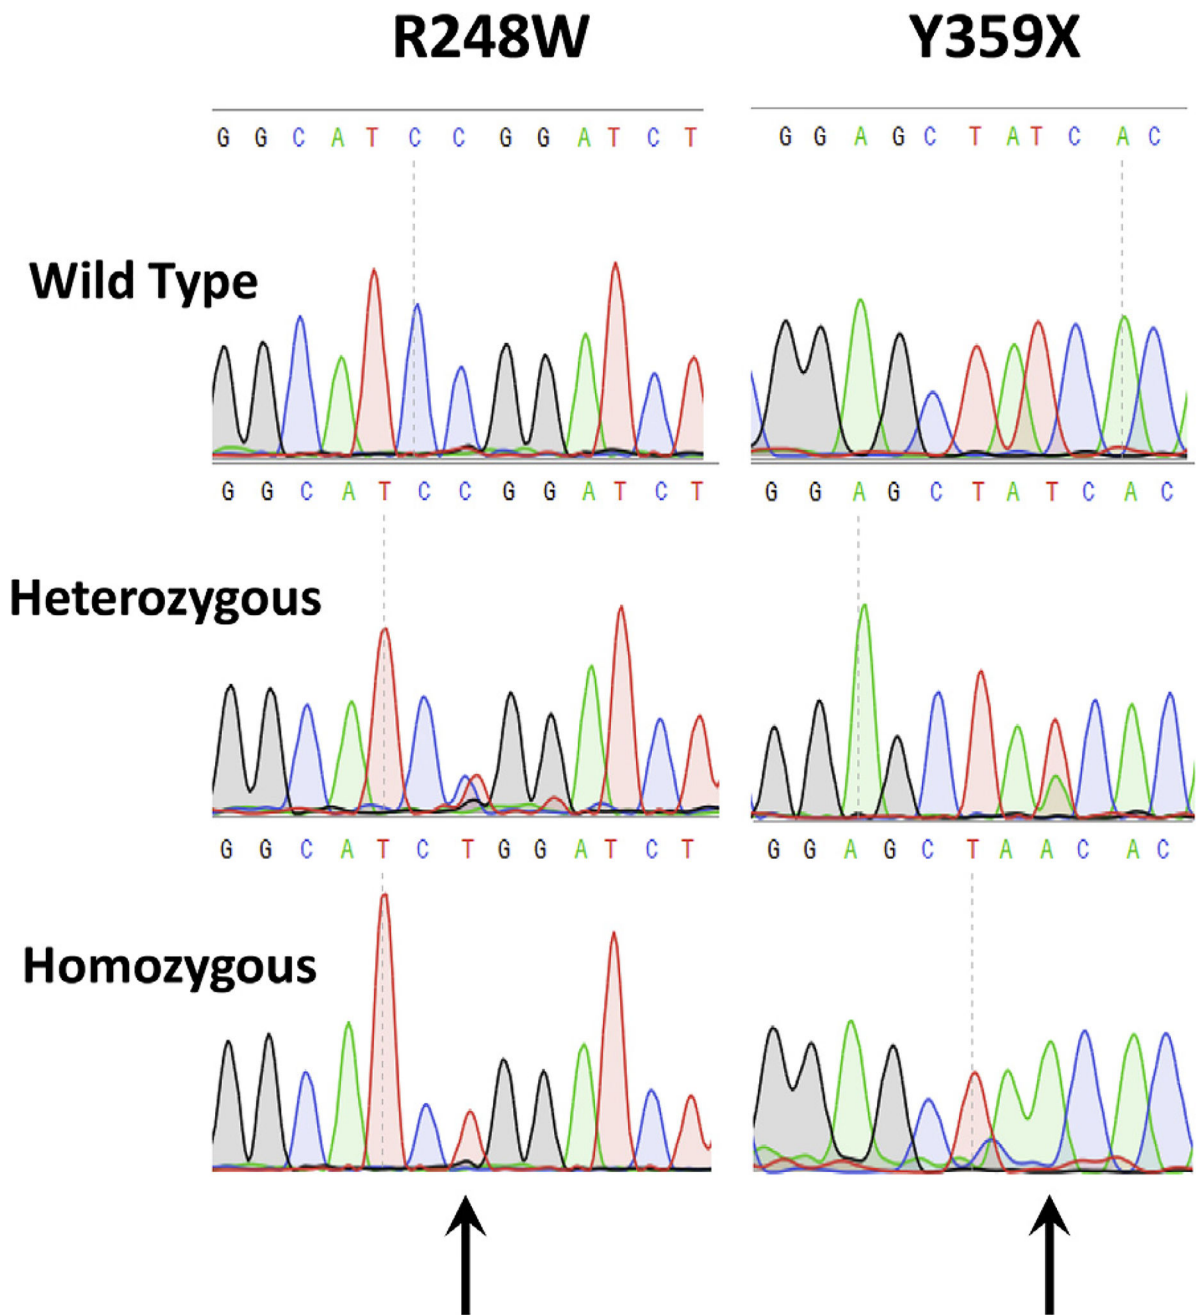 R248W Y359X
G G C A T C C G G A T C T G G A G C T A T C A C
Wild Type
G G C A T C C G G A T C T G G A G C T A T C A C
Heterozygous
G G C A T C T G G A T C T G G A G C T A A C A C
Homozygous